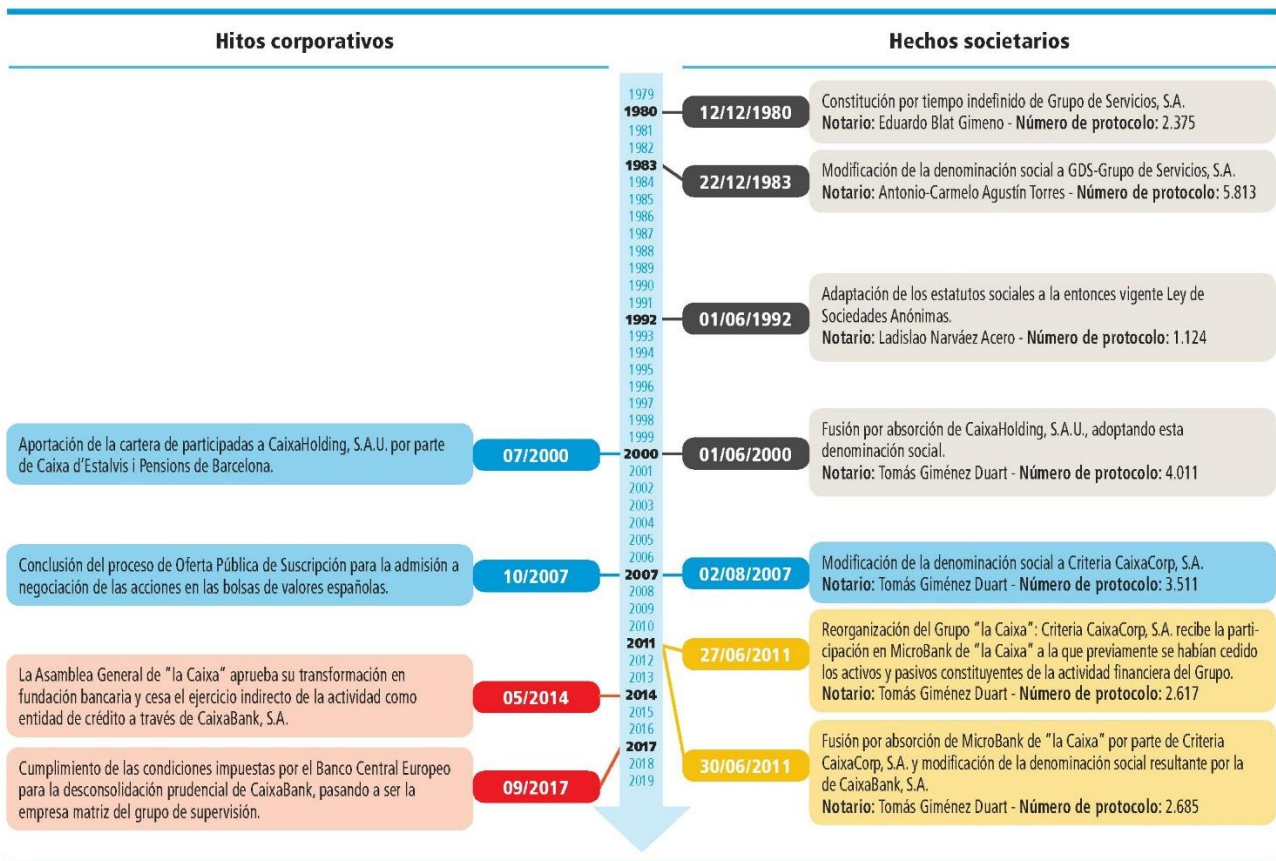 Hitos corporativos
Hechos societarios
1979
1980
1981
1982
1983
1984
1985
1986
1987
1988
1989
1990
1991
1992
1993
1994
1995
1996
1997
1998
1999
2000
2001
2002
2003
2004
2005
2006
2007
2008
2009
2010
2011
2012
2013
2014
2015
2016
2017
2018
2019
Aportación de la cartera de participadas a CaixaHolding, S.A.U. por parte
de Caixa d'Estalvis i Pensions de Barcelona.
07/2000
Conclusión del proceso de Oferta Pública de Suscripción para la admisión a
negociación de las acciones en las bolsas de valores españolas.
10/2007
La Asamblea General de "la Caixa" aprueba su transformación en
fundación bancaria y cesa el ejercicio indirecto de la actividad como
entidad de crédito a través de CaixaBank, S.A.
05/2014
Cumplimiento de las condiciones impuestas por el Banco Central Europeo
para la desconsolidación prudencial de CaixaBank, pasando a ser la
empresa matriz del grupo de supervisión.
09/2017
12/12/1980
Constitución por tiempo indefinido de Grupo de Servicios, S.A.
Notario: Eduardo Blat Gimeno - Número de protocolo: 2.375
22/12/1983
Modificación de la denominación social a GDS-Grupo de Servicios, S.A.
Notario: Antonio-Carmelo Agustín Torres - Número de protocolo: 5.813
01/06/1992
Adaptación de los estatutos sociales a la entonces vigente Ley de
Sociedades Anónimas.
Notario: Ladislao Narváez Acero - Número de protocolo: 1.124
01/06/2000
Fusión por absorción de CaixaHolding, S.A.U., adoptando esta
denominación social.
Notario: Tomás Giménez Duart - Número de protocolo: 4.011
02/08/2007
Modificación de la denominación social a Criteria CaixaCorp, S.A.
Notario: Tomás Giménez Duart - Número de protocolo: 3.511
27/06/2011
Reorganización del Grupo "la Caixa": Criteria CaixaCorp, S.A. recibe la parti-
cipación en MicroBank de "la Caixa" a la que previamente se habían cedido
los activos y pasivos constituyentes de la actividad financiera del Grupo.
Notario: Tomás Giménez Duart - Número de protocolo: 2.617
30/06/2011
Fusión por absorción de MicroBank de "la Caixa" por parte de Criteria
CaixaCorp, S.A. y modificación de la denominación social resultante por la
de CaixaBank, S.A.
Notario: Tomás Giménez Duart - Número de protocolo: 2.685